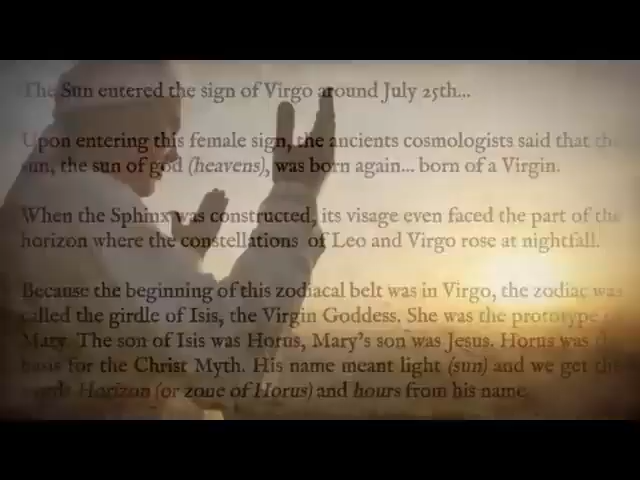 The Sun entered the sign of Virgo around July 25th...
Upon entering this female sign, the ancients cosmologists said that the
sun, the sun of god (heavens), was born again... born of a Virgin.
When the Sphinx was constructed, its visage even faced the part of the
horizon where the constellations of Leo and Virgo rose at nightfall.
Because the beginning of this zodiacal belt was in Virgo, the zodiac was
called the girdle of Isis, the Virgin Goddess. She was the prototype
Mary. The son of Isis was Horus, Mary's son was Jesus. Horus was the
basis for the Christ Myth. His name meant light (sun) and we get the
words Horizon (or zone of Horus) and hours from his name.